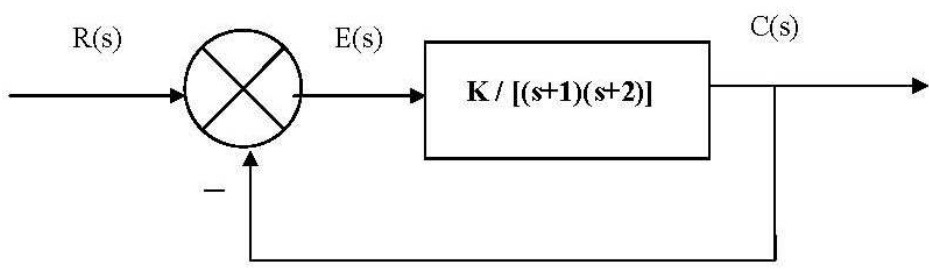 R(s)
E(s)
C(s)
K / [(s+1)(s+2)]
–